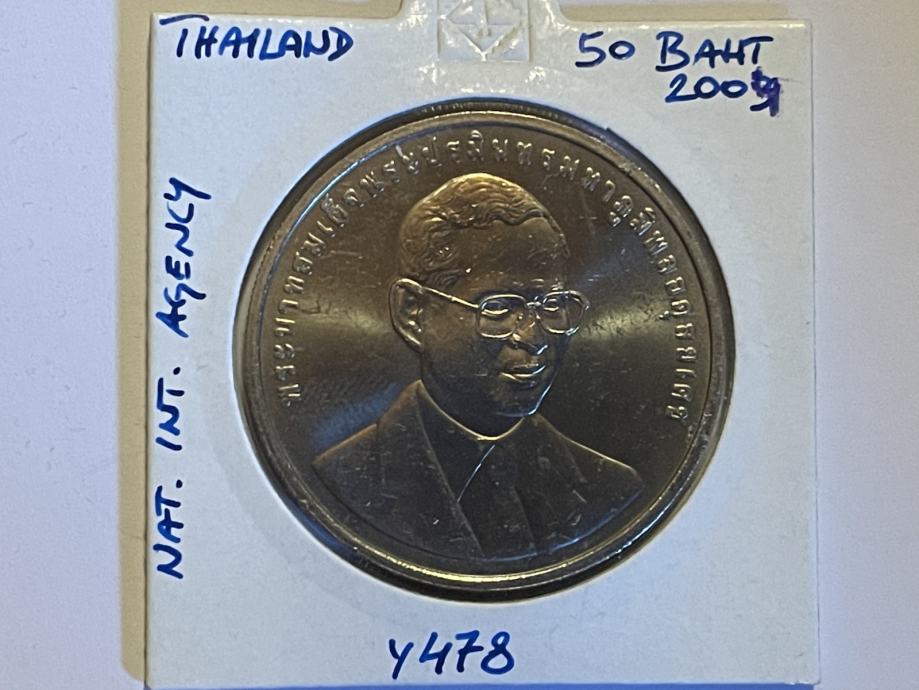 THAILAND
50 BAHT
2009
NAT. INT. AGENCY
พระบาทสมเด็จพระปรมินทรมหาภูมิพลอดุลยเดช
Y478